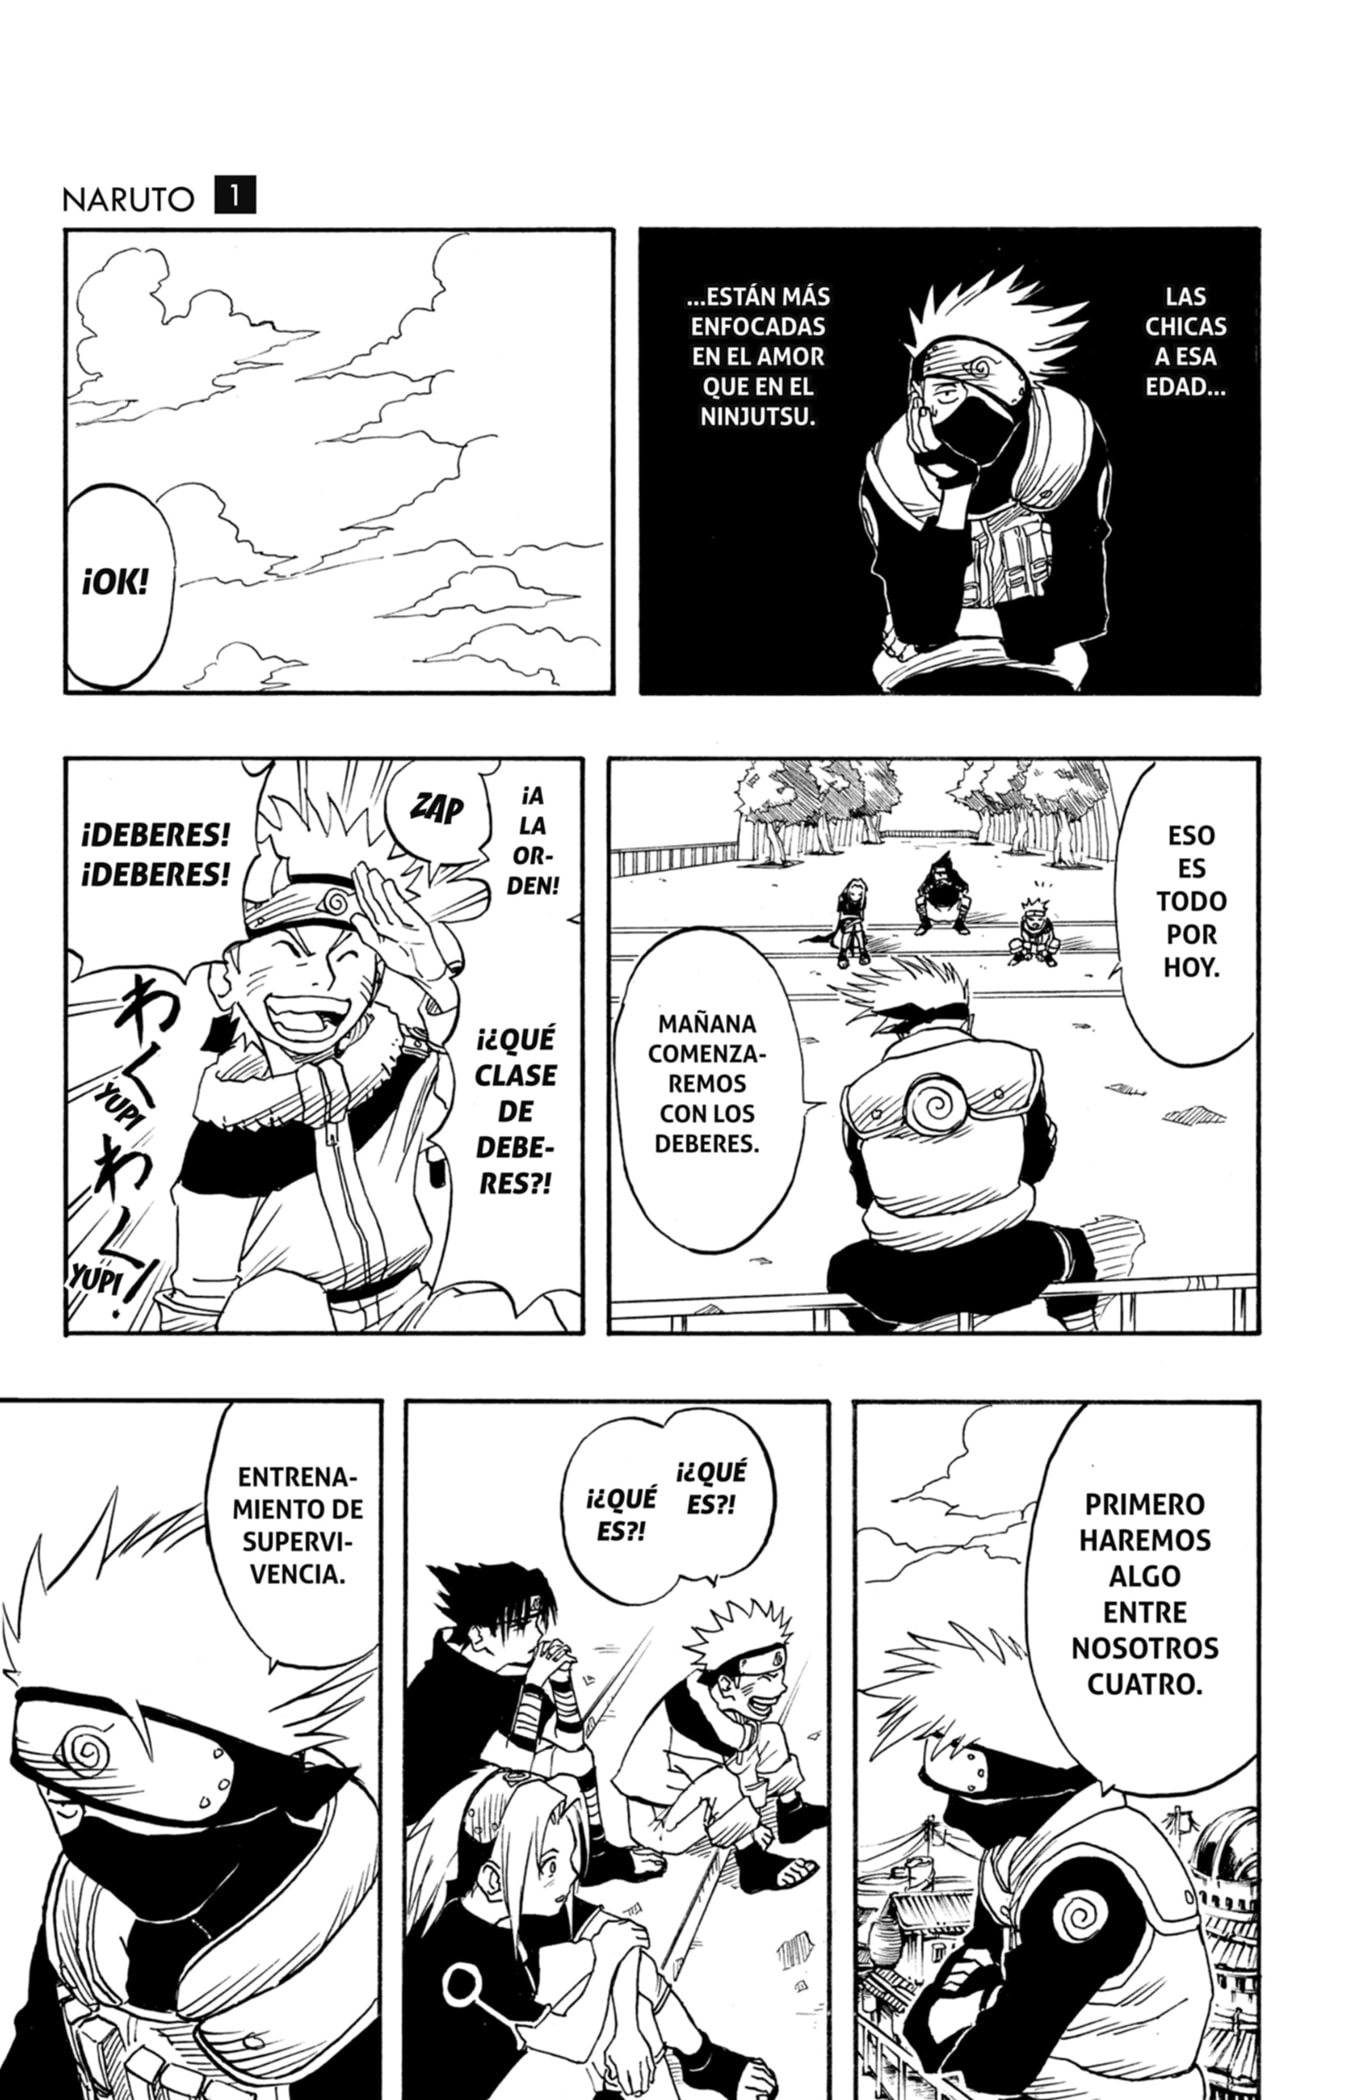 NARUTO 1
LAS
CHICAS
A ESA
EDAD...
...ESTÁN MÁS
ENFOCADAS
EN EL AMOR
QUE EN EL
NINJUTSU.
¡OK!
ESO
ES
TODO
POR
HOY.
MAÑANA
COMENZA-
REMOS
CON LOS
DEBERES.
¡A
LA
OR-
DEN!
ZAP
¡¿QUÉ
CLASE
DE
DEBE-
RES?!
¡DEBERES!
¡DEBERES!
わく
YUPI
わく!
YUPI
PRIMERO
HAREMOS
ALGO
ENTRE
NOSOTROS
CUATRO.
¡¿QUÉ
ES?!
¡¿QUÉ
ES?!
ENTRENA-
MIENTO DE
SUPERVI-
VENCIA.